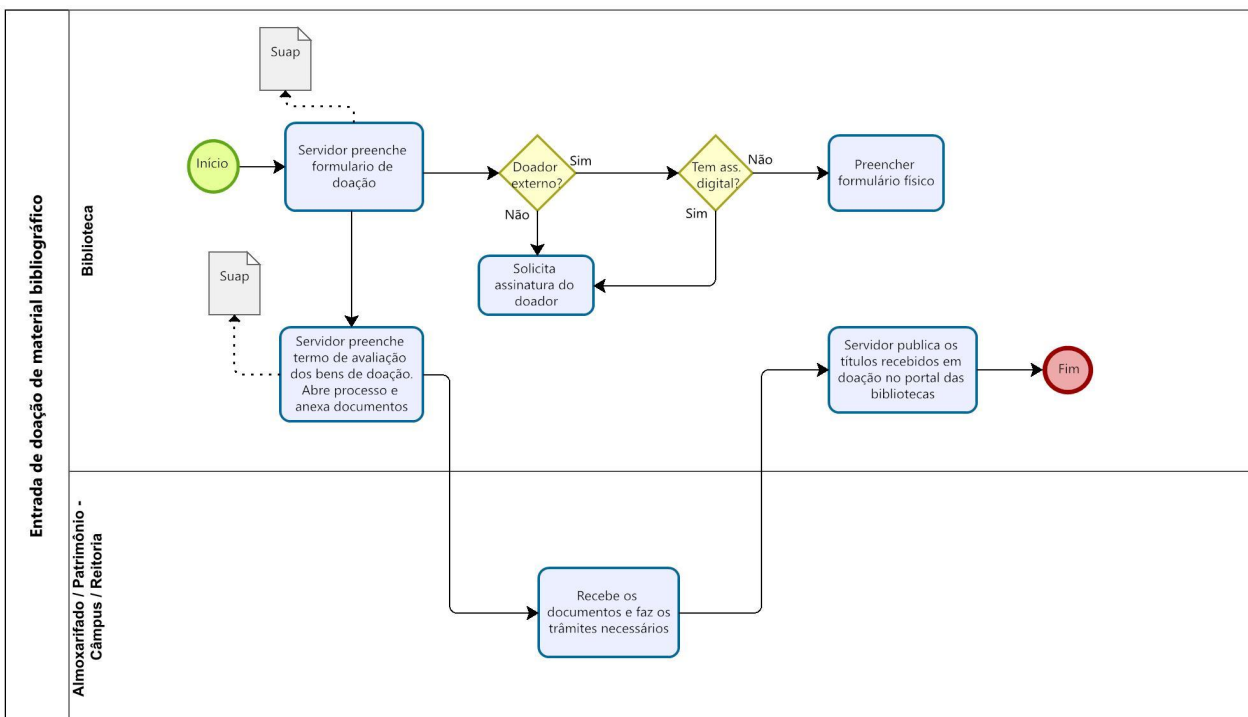 Entrada de doação de material bibliográfico
Biblioteca
Suap
Início
Servidor preenche
formulario de
doação
Doador
externo?
Sim
Não
Tem ass.
digital?
Não
Sim
Preencher
formulário físico
Solicita
assinatura do
doador
Suap
Servidor preenche
termo de avaliação
dos bens de doação.
Abre processo e
anexa documentos
Servidor publica os
títulos recebidos em
doação no portal das
bibliotecas
Fim
Almoxarifado / Patrimônio -
Câmpus / Reitoria
Recebe os
documentos e faz os
trâmites necessários